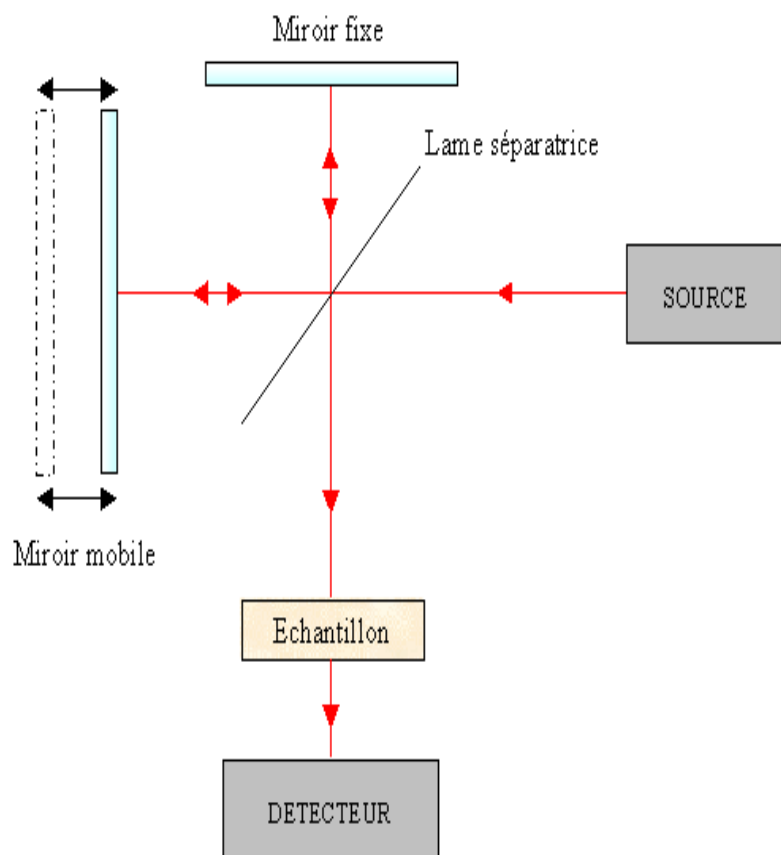 Miroir fixe
Lame séparatrice
SOURCE
Miroir mobile
Echantillon
DETECTEUR